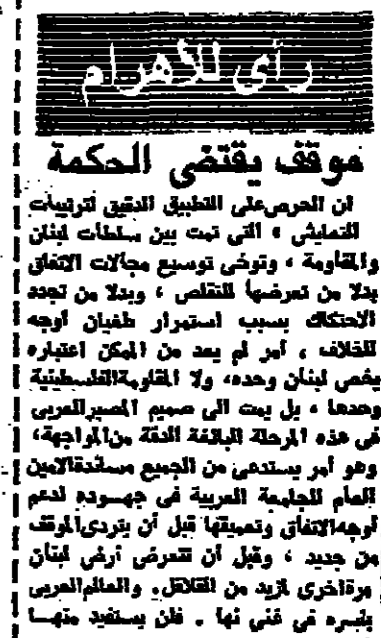 رأى للأهرام
موقف يقتضى الحكمة
ان الحرص على التطبيق الدقيق لترتيبات
التعايش » التى تمت بين سلطات لبنان
والمقاومة ، وتوخى توسيع مجالات الاتفاق
بدلا من تعرضها للتقلص ، وبدلا من تجدد
الاحتكاك بسبب استمرار طغيان أوجه
للخلاف ، أمر لم يعد من الممكن اعتباره
يخص لبنان وحده، ولا المقاومة الفلسطينية
وحدها ، بل يمت الى صميم المصير العربى
فى هذه المرحلة البالغة الدقة من المواجهة،
وهو أمر يستدعى من الجميع مساندة الامين
العام للجامعة العربية فى جهوده لدعم
أوجه الاتفاق وتعميقها قبل أن يتردى الموقف
من جديد ، وقبل أن تتعرض أرض لبنان
مرة اخرى لمزيد من القلاقل. والعالم العربى
بأسره فى غنى عنها . فلن يستفيد منها